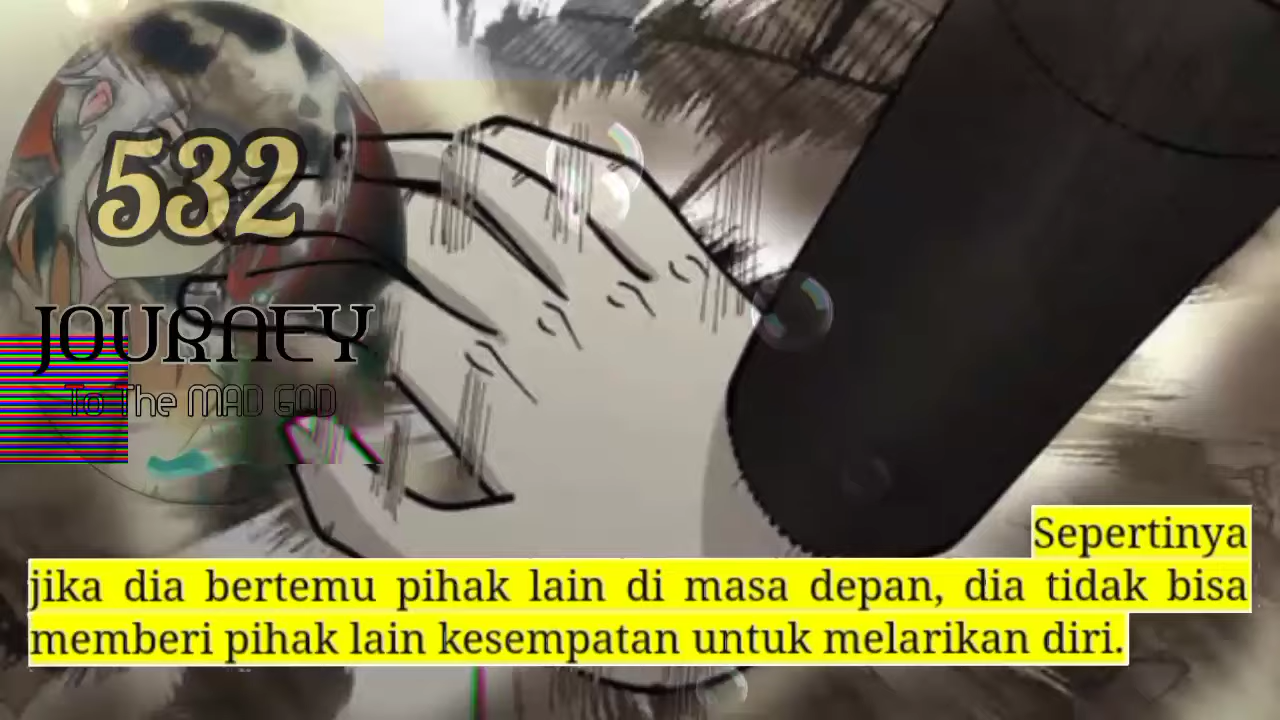 532
JOURNEY
To The MAD GOD
Sepertinya
jika dia bertemu pihak lain di masa depan, dia tidak bisa
memberi pihak lain kesempatan untuk melarikan diri.